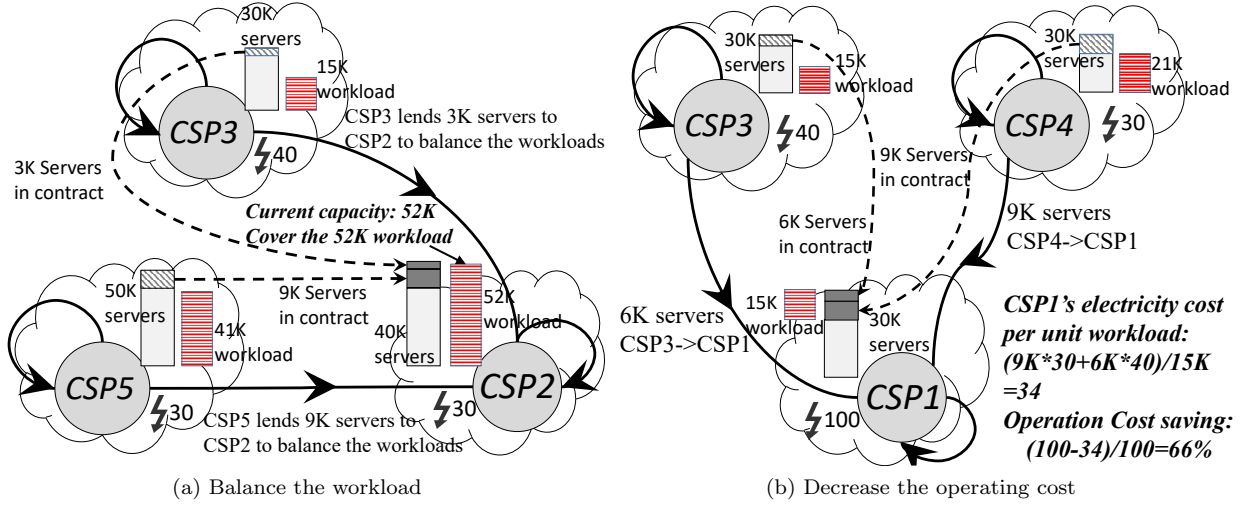 30K
servers
15K
workload
CSP3
40
CSP3 lends 3K servers to
CSP2 to balance the workloads
3K Servers
in contract
Current capacity: 52K
Cover the 52K workload
50K
servers
41K
workload
9K Servers
in contract
40K
servers
52K
workload
CSP5
30
CSP2
30
CSP5 lends 9K servers to
CSP2 to balance the workloads
(a) Balance the workload
30K
servers
15K
workload
CSP3
40
30K
servers
21K
workload
CSP4
30
9K Servers
in contract
6K Servers
in contract
9K servers
CSP4->CSP1
6K servers
CSP3->CSP1
15K
workload
30K
servers
CSP1
100
CSP1's electricity cost
per unit workload:
(9K*30+6K*40)/15K
=34
Operation Cost saving:
(100-34)/100=66%
(b) Decrease the operating cost